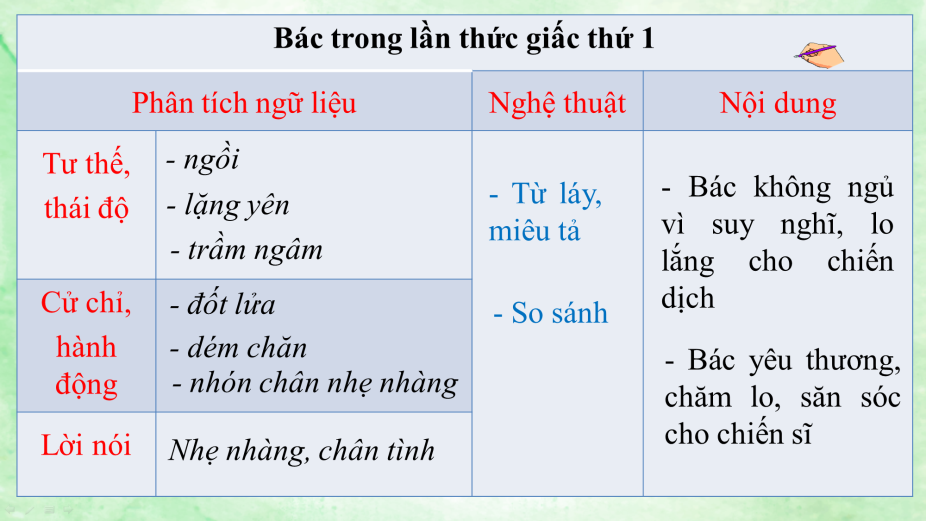 Bác trong lần thức giấc thứ 1
Phân tích ngữ liệu
Nghệ thuật
Nội dung
Tư thế,
thái độ
- ngồi
- lặng yên
- trầm ngâm
Cử chỉ,
hành
động
- đốt lửa
- dém chăn
- nhón chân nhẹ nhàng
Lời nói
Nhẹ nhàng, chân tình
- Từ láy,
miêu tả
- So sánh
- Bác không ngủ
vì suy nghĩ, lo
lắng cho chiến
dịch
- Bác yêu thương,
chăm lo, săn sóc
cho chiến sĩ